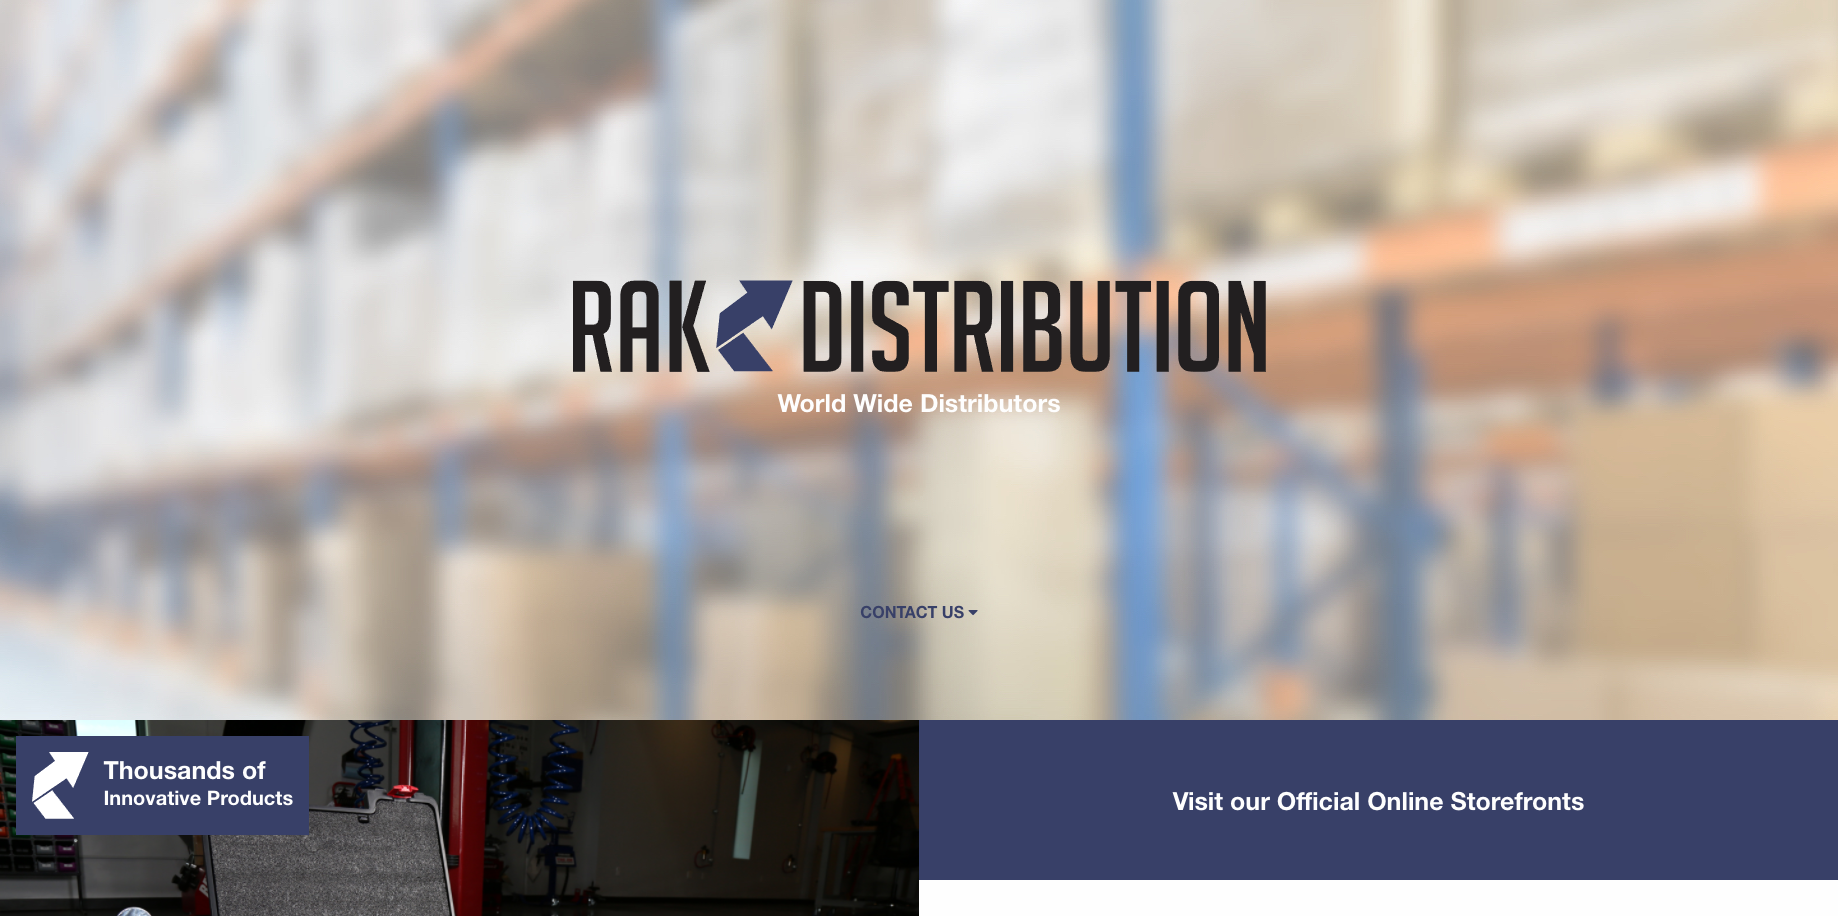 RAK DISTRIBUTION
World Wide Distributors
CONTACT US
Thousands of
Innovative Products
Visit our Official Online Storefronts